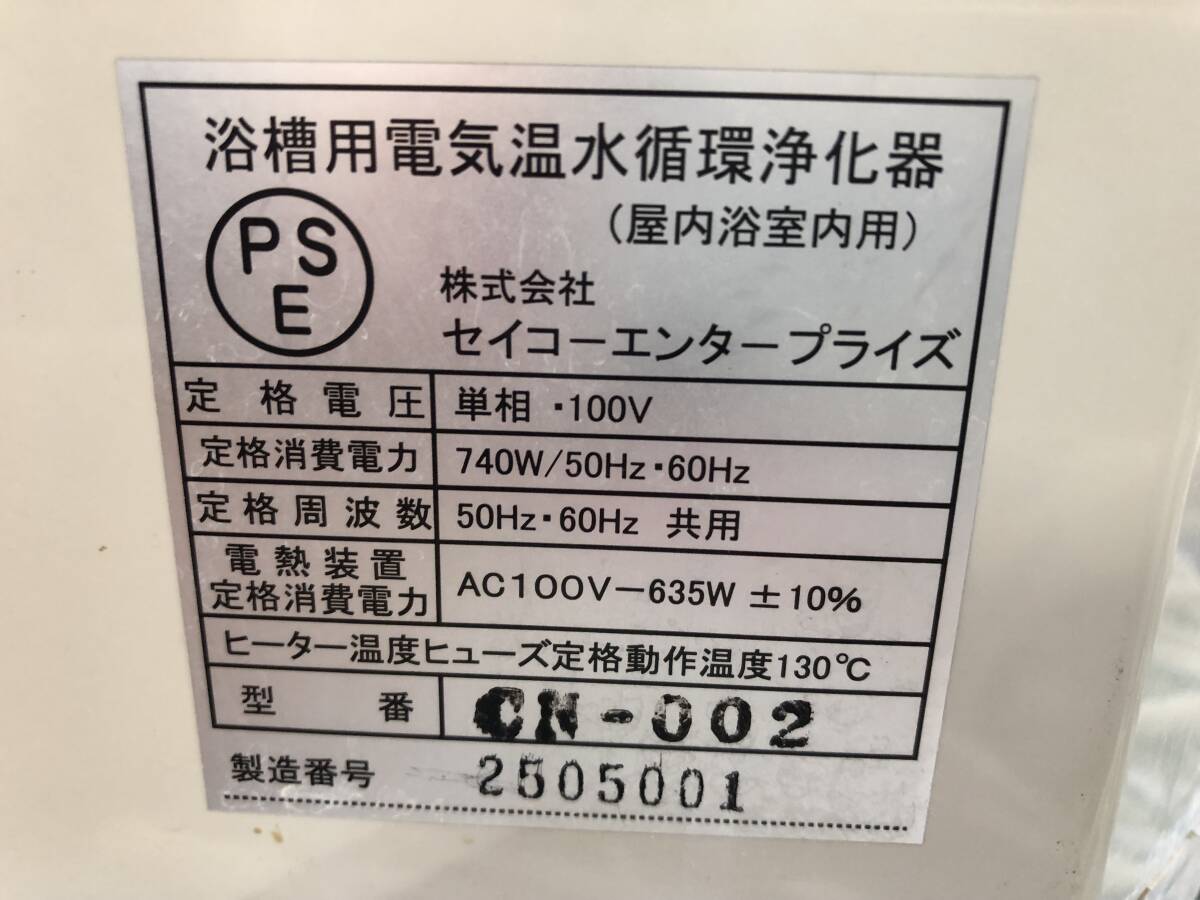 浴槽用電気温水循環浄化器
(屋内浴室内用)
PS
E
株式会社
セイコーエンタープライズ
定格電圧 単相・100V
定格消費電力 740W/50Hz・60Hz
定格周波数 50Hz・60Hz 共用
電熱装置
定格消費電力 AC100V-635W ±10%
ヒーター温度ヒューズ定格動作温度130℃
型番 CN-002
製造番号 2505001